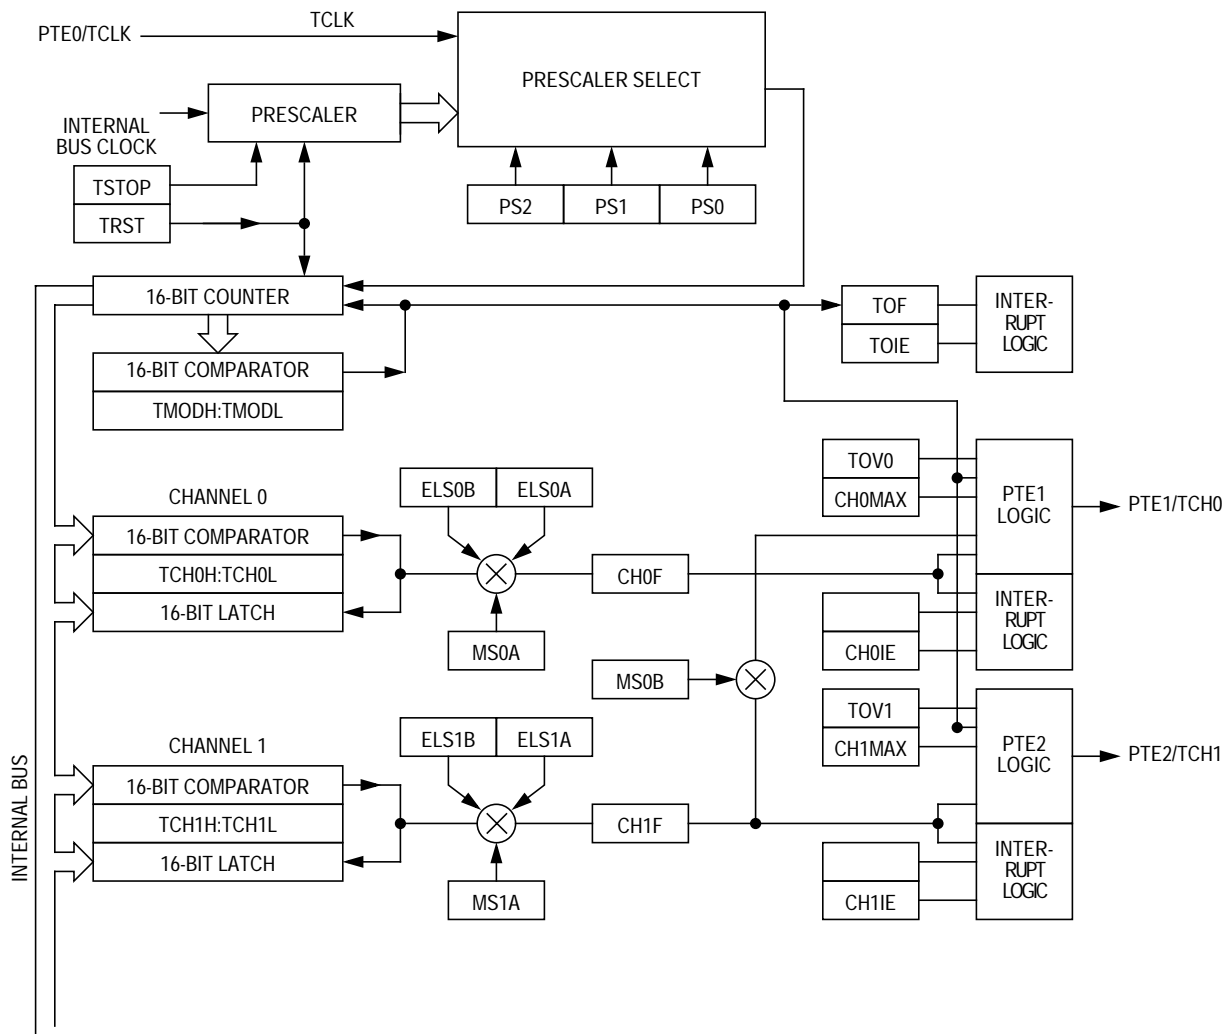 TCLK
PTE0/TCLK
PRESCALER SELECT
PRESCALER
INTERNAL
BUS CLOCK
TSTOP
TRST
PS2
PS1
PS0
16-BIT COUNTER
TOF
TOIE
INTER-
RUPT
LOGIC
16-BIT COMPARATOR
TMODH:TMODL
TOV0
CH0MAX
PTE1
LOGIC
PTE1/TCH0
CHANNEL 0
ELS0B
ELS0A
16-BIT COMPARATOR
TCH0H:TCH0L
16-BIT LATCH
CH0F
MS0A
INTER-
RUPT
LOGIC
CH0IE
MS0B
TOV1
CH1MAX
PTE2
LOGIC
PTE2/TCH1
CHANNEL 1
ELS1B
ELS1A
16-BIT COMPARATOR
TCH1H:TCH1L
16-BIT LATCH
CH1F
MS1A
INTER-
RUPT
LOGIC
CH1IE
INTERNAL BUS